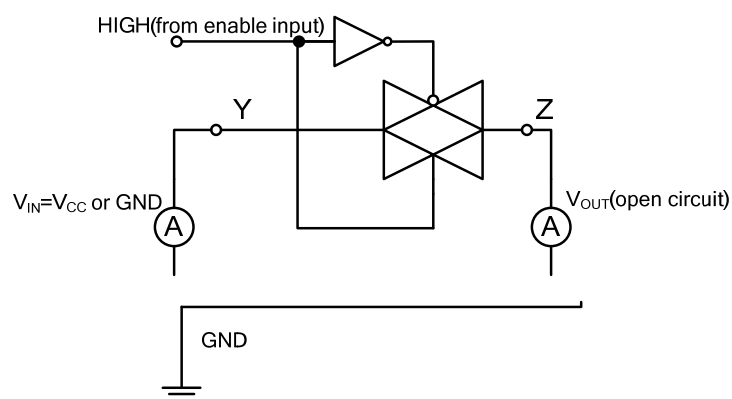 HIGH(from enable input)
Y
Z
VIN=VCC or GND
A
VOUT(open circuit)
A
GND